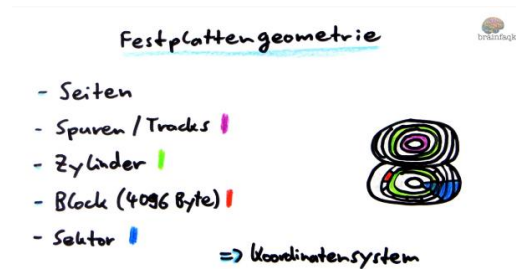 Festplattengeometrie
brainfaqk
- Seiten
- Spuren / Tracks
- Zylinder
- Block (4096 Byte)
- Sektor
=> Koordinatensystem